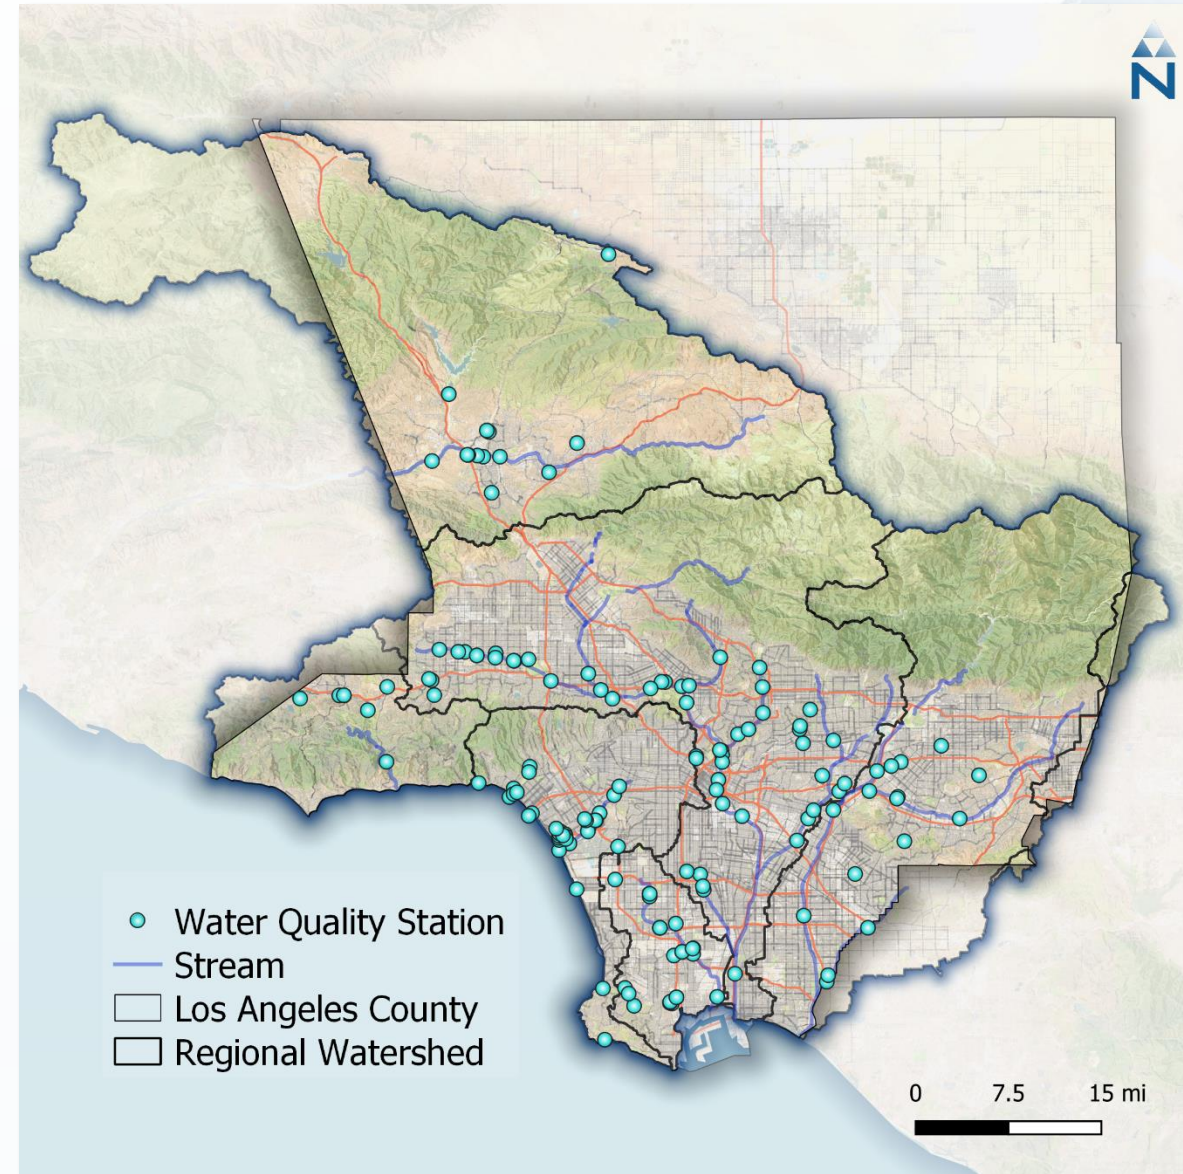 N
Water Quality Station
Stream
Los Angeles County
Regional Watershed
0 7.5 15 mi